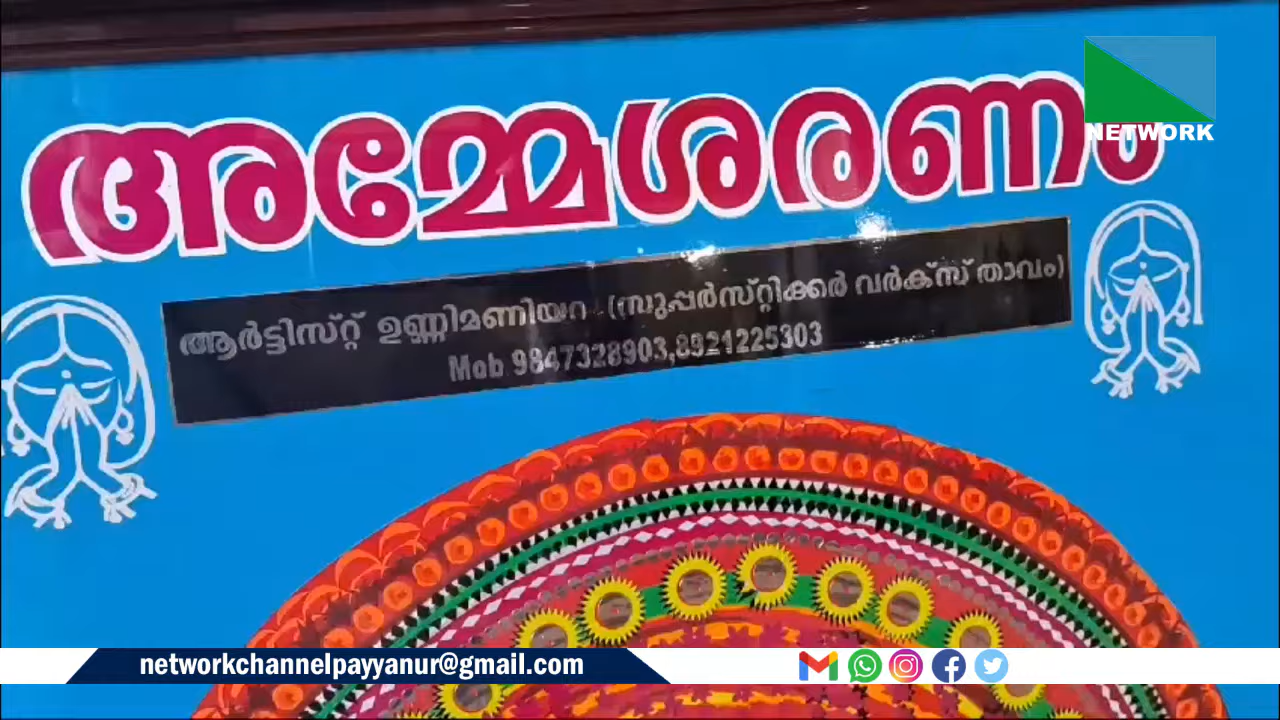 NETWORK
അമ്മേശരണം
ആർട്ടിസ്റ്റ് ഉണ്ണിമണിയറ (സൂപ്പർസ്റ്റിക്കർ വർക്സ് താവം)
Mob 9847328903,8921225303
networkchannelpayyanur@gmail.com